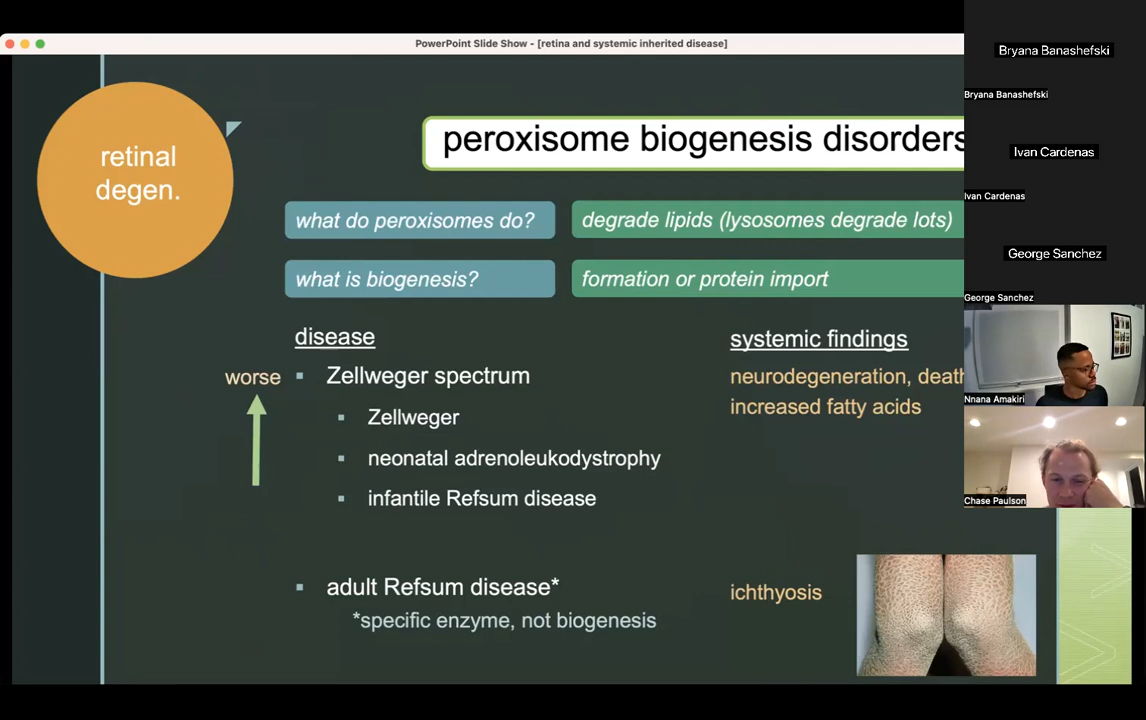 PowerPoint Slide Show - [retina and systemic inherited disease]
retinal
degen.
peroxisome biogenesis disorders
what do peroxisomes do?
degrade lipids (lysosomes degrade lots)
what is biogenesis?
formation or protein import
disease
systemic findings
worse
Zellweger spectrum
neurodegeneration, death
increased fatty acids
Zellweger
neonatal adrenoleukodystrophy
infantile Refsum disease
adult Refsum disease*
*specific enzyme, not biogenesis
ichthyosis
Bryana Banashefski
Bryana Banashefski
Ivan Cardenas
Ivan Cardenas
George Sanchez
George Sanchez
Nnana Amakiri
Chase Paulson